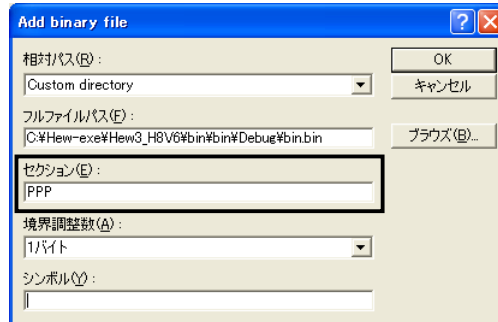 Add binary file
相対パス(R) :
OK
Custom directory
キャンセル
フルファイルパス(F) :
C:¥Hew-exe¥Hew3_H8V6¥bin¥bin¥Debug¥bin.bin
ブラウズ(B)...
セクション(E) :
PPP
境界調整数(A) :
1バイト
シンボル(Y) :